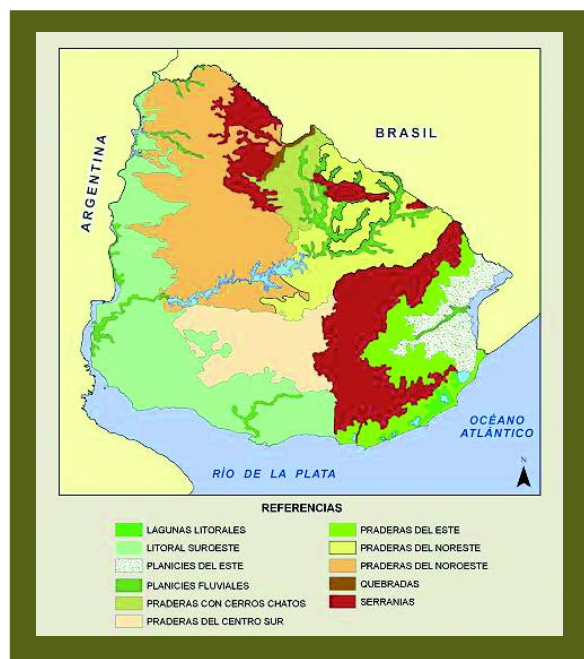 BRASIL
ARGENTINA
OCÉANO
ATLÁNTICO
RÍO DE LA PLATA
N
REFERENCIAS
LAGUNAS LITORALES
LITORAL SUROESTE
PLANICIES DEL ESTE
PLANICIES FLUVIALES
PRADERAS CON CERROS CHATOS
PRADERAS DEL CENTRO SUR
PRADERAS DEL ESTE
PRADERAS DEL NORESTE
PRADERAS DEL NOROESTE
QUEBRADAS
SERRANIAS